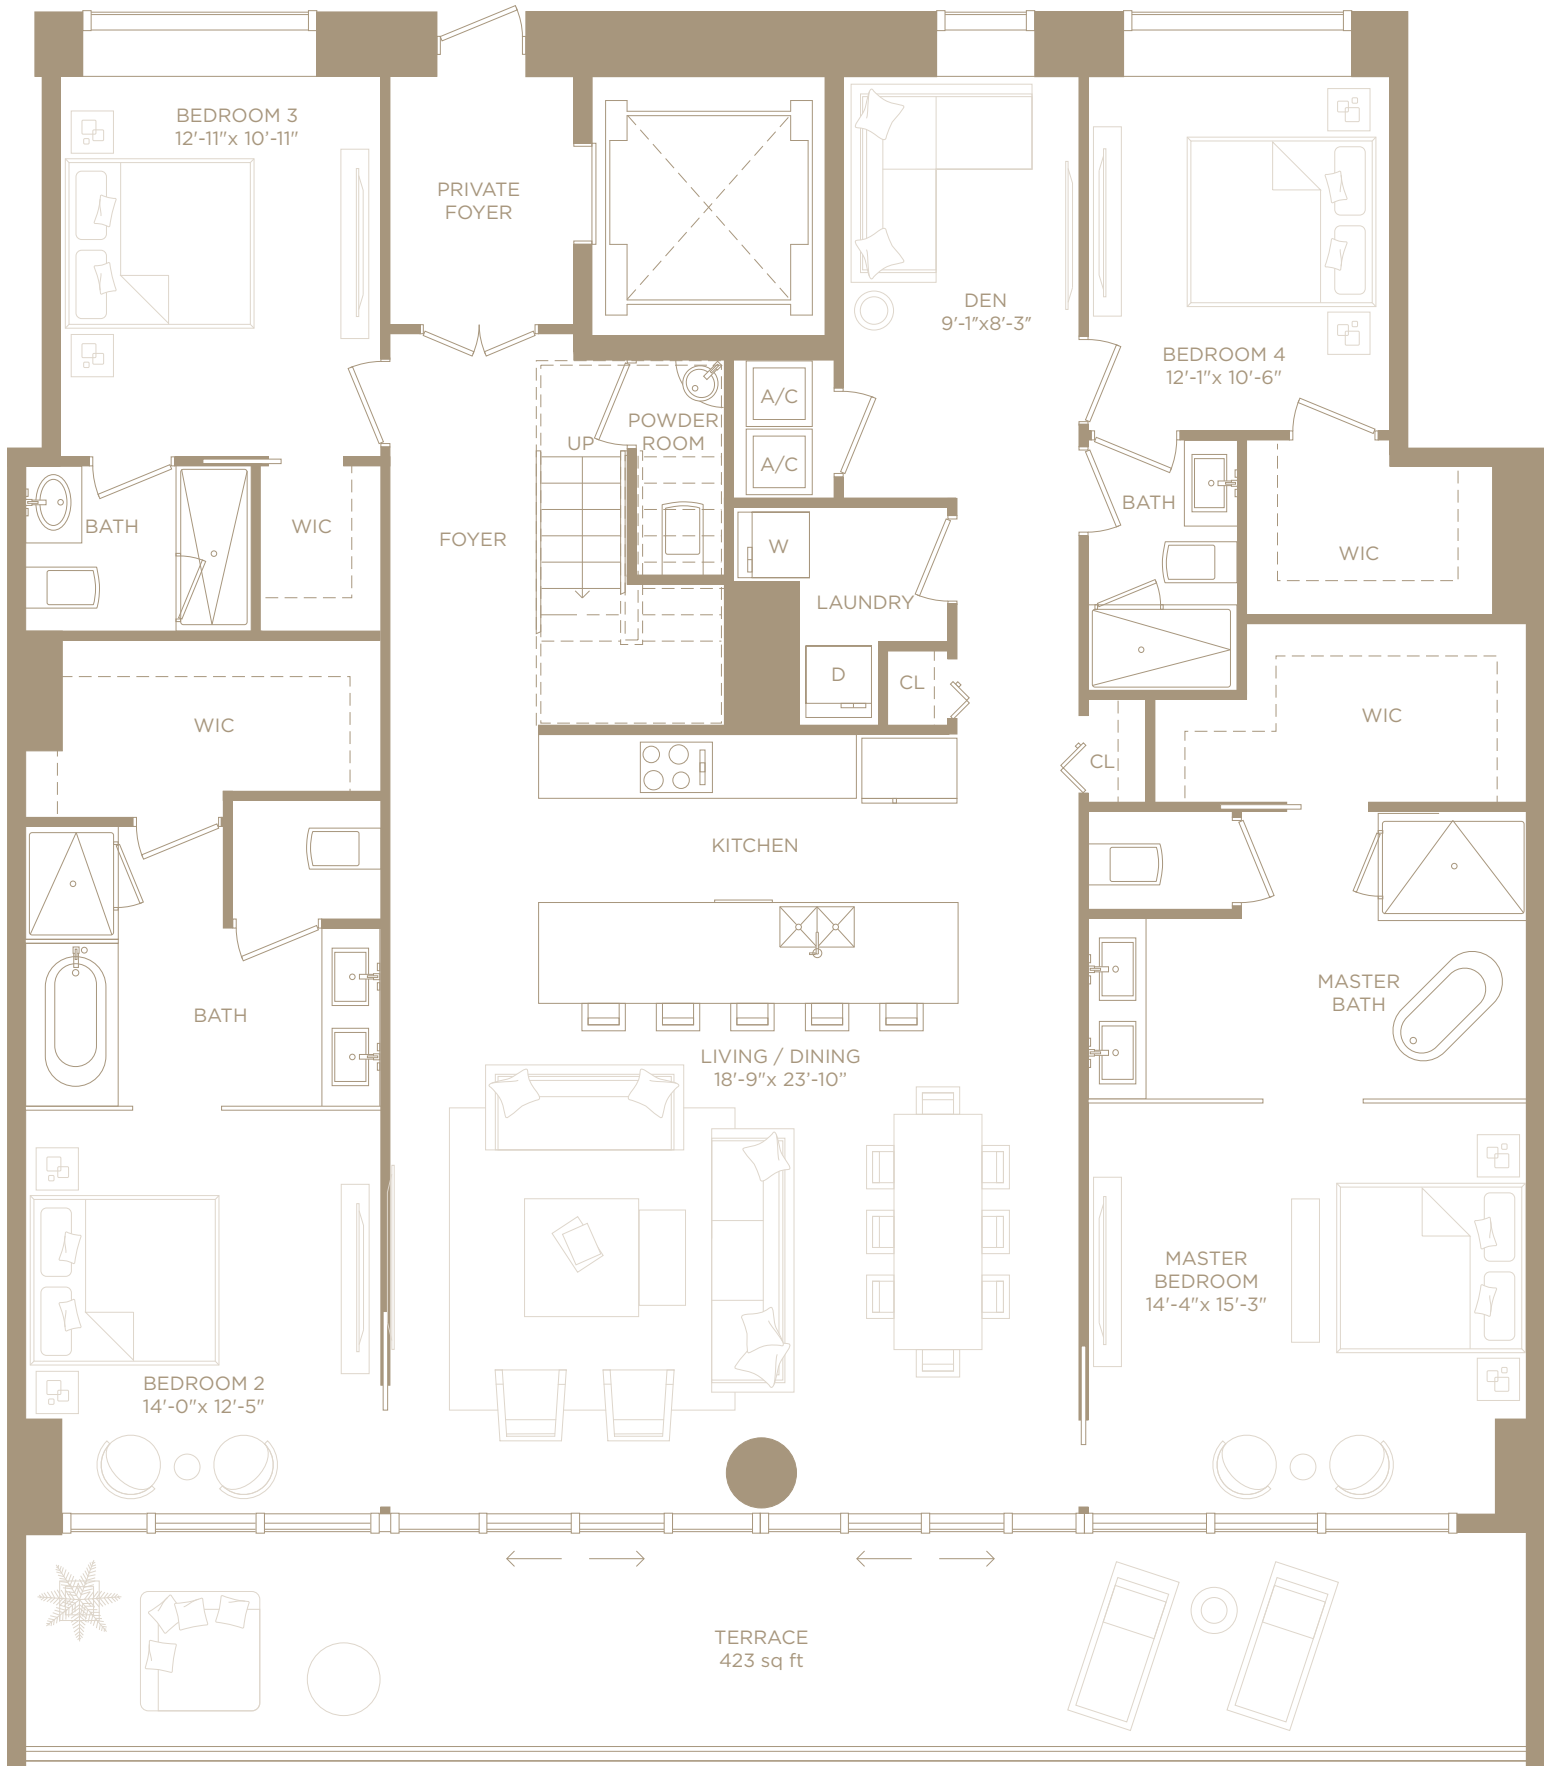 BEDROOM 3
12'-11"x 10'-11"
PRIVATE
FOYER
DEN
9'-1"x8'-3"
BEDROOM 4
12'-1"x 10'-6"
A/C
A/C
POWDER
ROOM
UP
FOYER
BATH
WIC
W
LAUNDRY
D
CL
BATH
WIC
WIC
WIC
CL
KITCHEN
BATH
MASTER
BATH
LIVING / DINING
18'-9"x 23'-10”
MASTER
BEDROOM
14'-4"x 15'-3"
BEDROOM 2
14'-0"x 12'-5"
TERRACE
423 sq ft